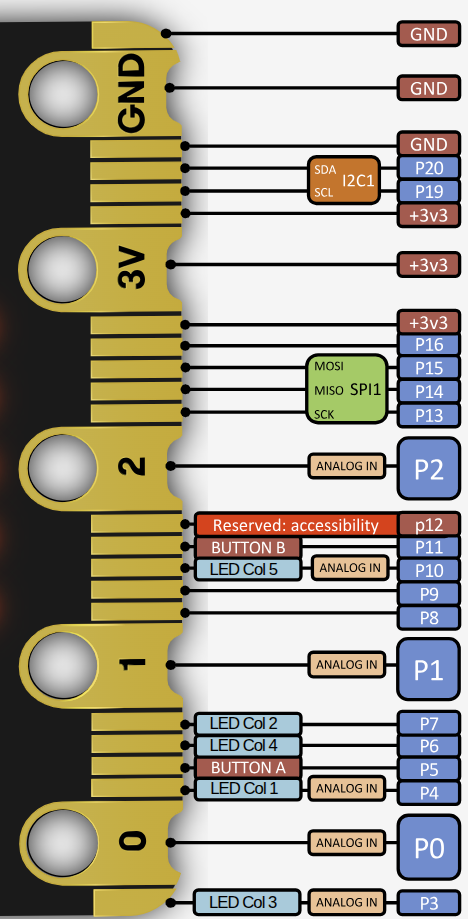 GND
GND
GND
GND
SDA I2C1 P20
SCL P19
+3v3
3V
+3v3
+3v3
P16
MOSI P15
MISO SPI1 P14
SCK P13
2
ANALOG IN P2
Reserved: accessibility p12
BUTTON B P11
LED Col 5 ANALOG IN P10
P9
P8
1
ANALOG IN P1
LED Col 2 P7
LED Col 4 P6
BUTTON A P5
LED Col 1 ANALOG IN P4
0
ANALOG IN P0
LED Col 3 ANALOG IN P3